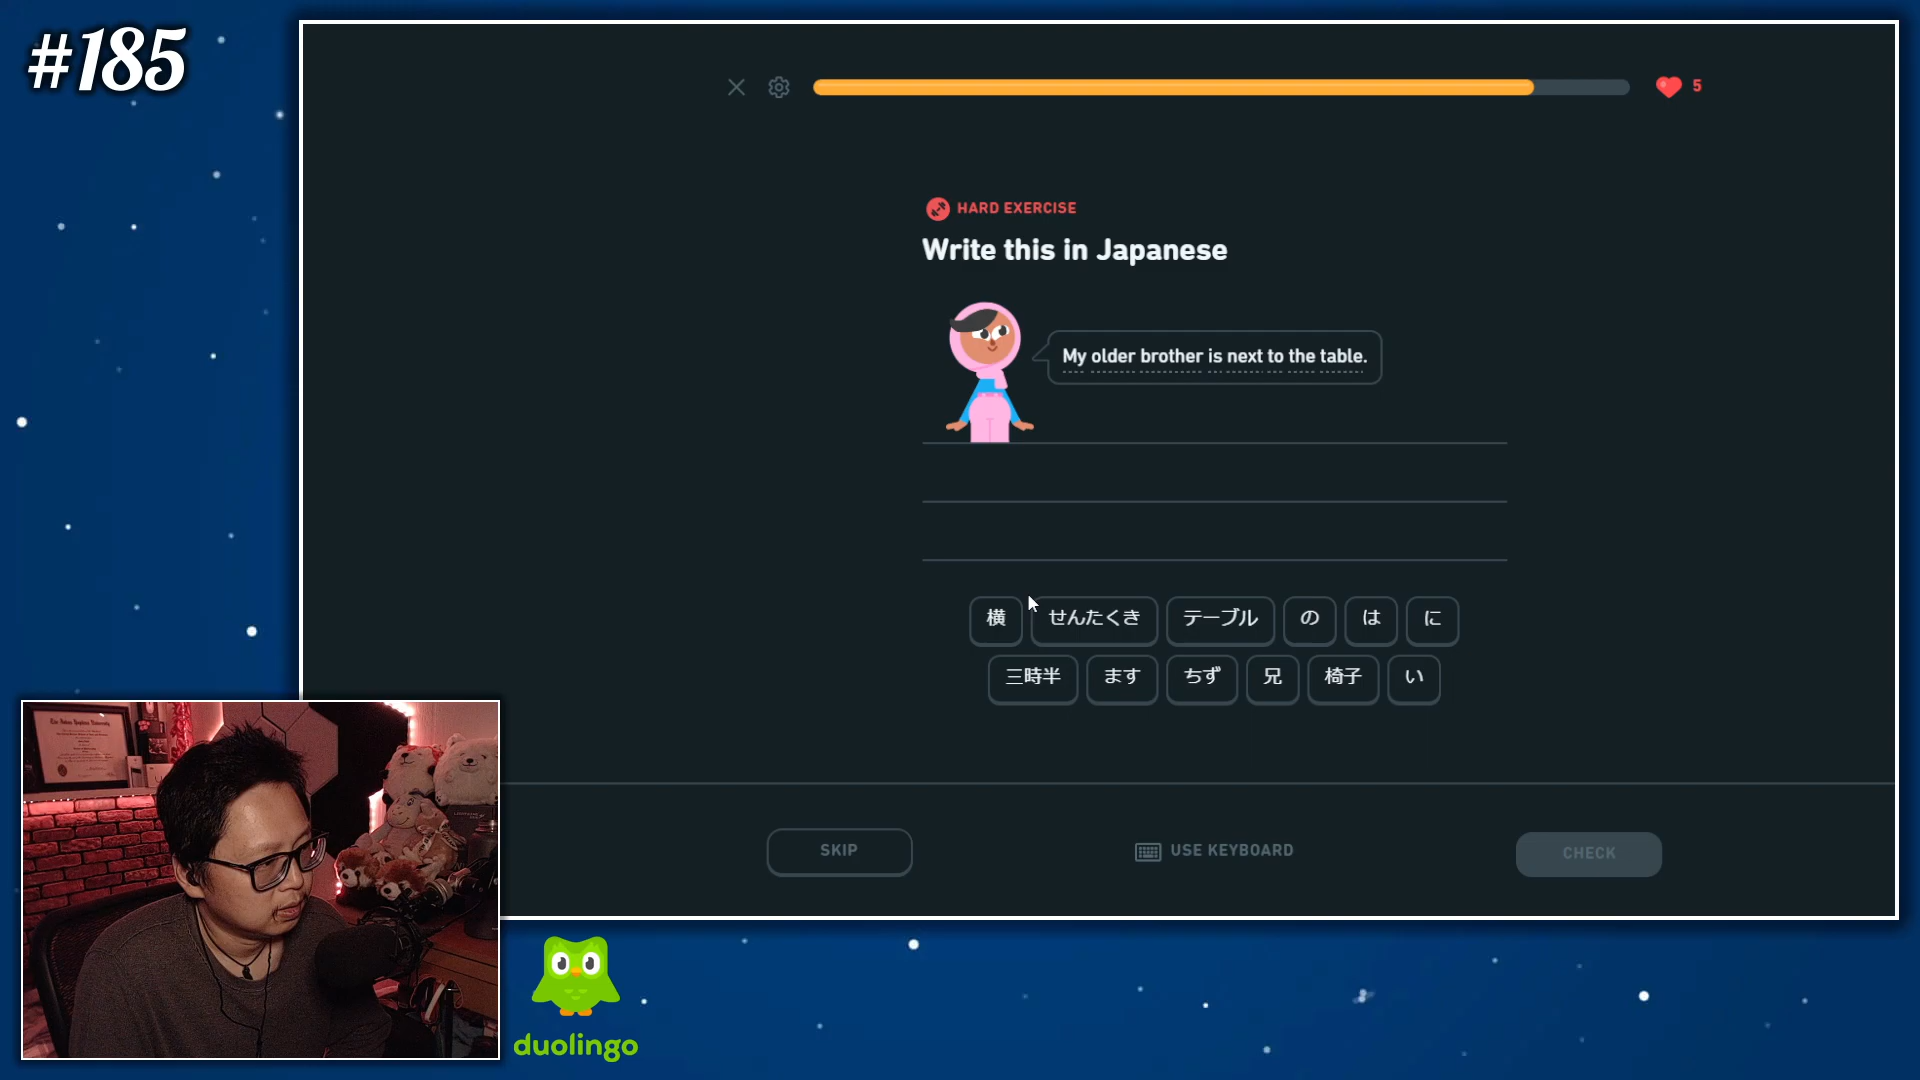 #185
5
HARD EXERCISE
Write this in Japanese
My older brother is next to the table.
横 せんたくき テーブル の は に
三時半 ます ちず 兄 椅子 い
SKIP
USE KEYBOARD
CHECK
duolingo